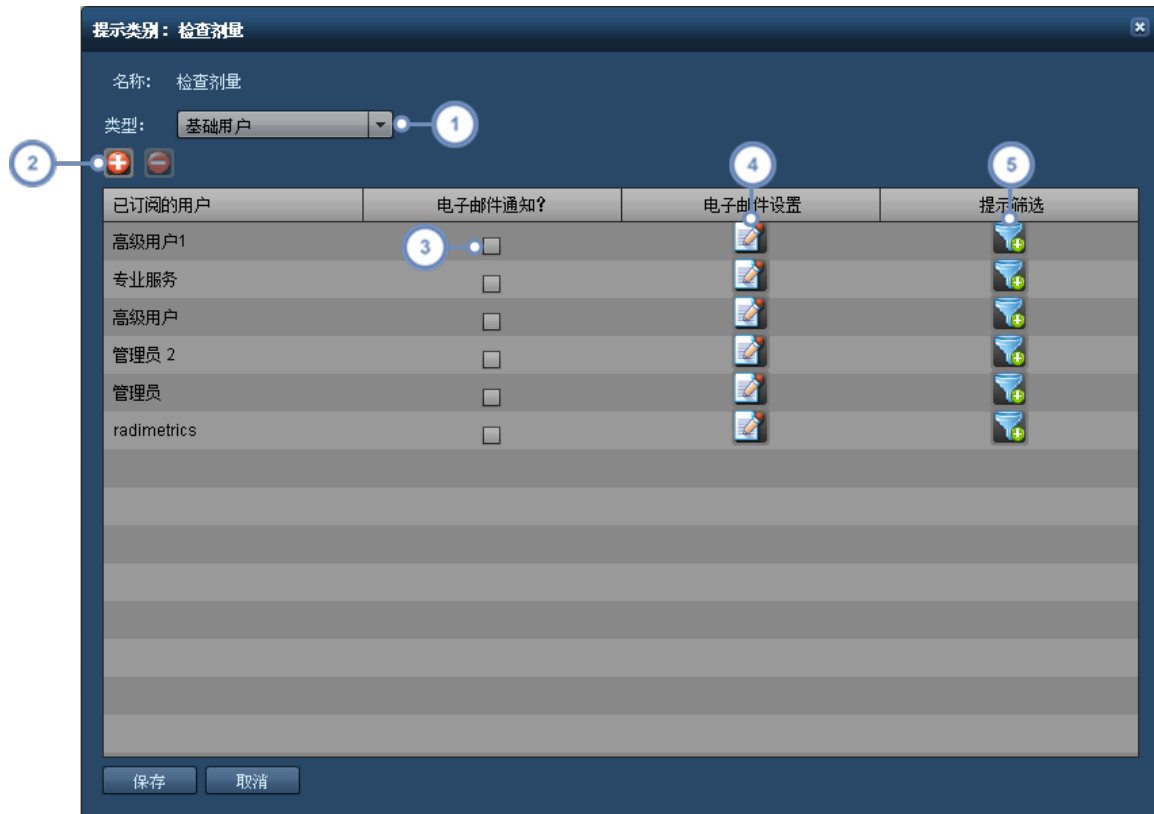 提示类别：检查剂量
名称： 检查剂量
类型： 基础用户 1
2
4 5
已订阅的用户 电子邮件通知? 电子邮件设置 提示筛选
高级用户1 3
专业服务
高级用户
管理员 2
管理员
radimetrics
保存 取消